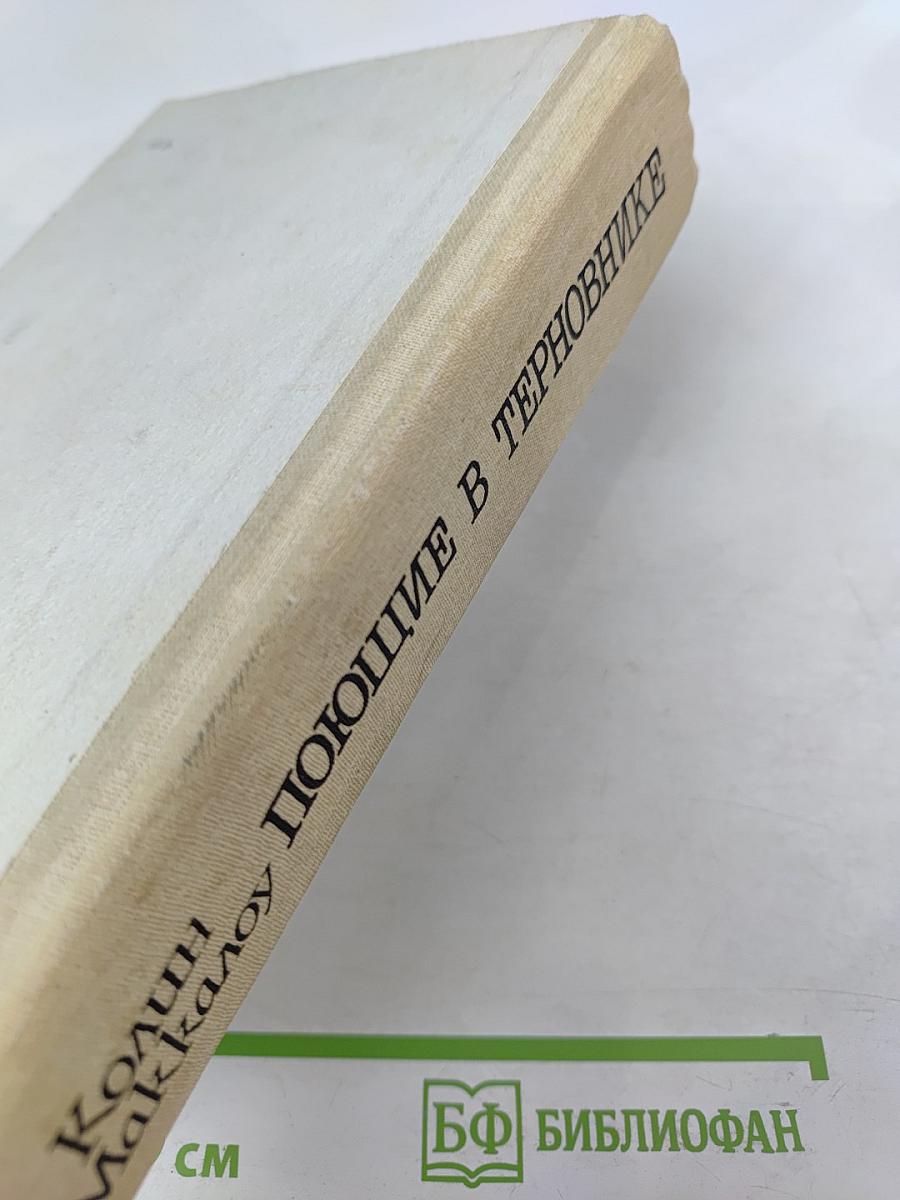 Колин
Маккалоу
ПОЮЩИЕ В ТЕРНОВНИКЕ
СМ
БФ БИБЛИОФАН